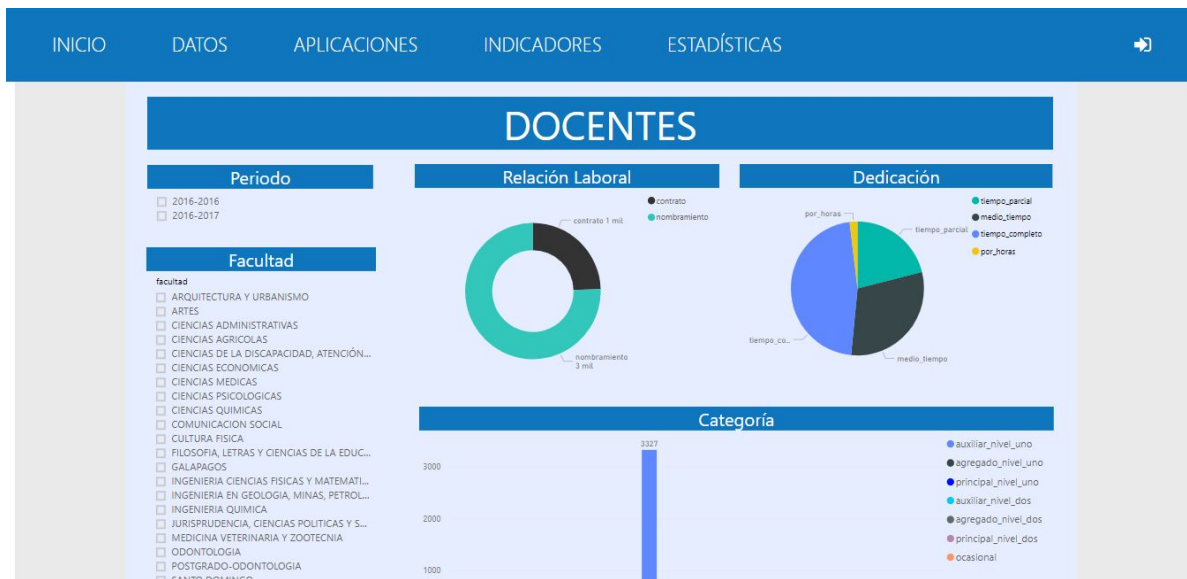 INICIO DATOS APLICACIONES INDICADORES ESTADÍSTICAS
DOCENTES
Periodo
2016-2016
2016-2017
Facultad
facultad
ARQUITECTURA Y URBANISMO
ARTES
CIENCIAS ADMINISTRATIVAS
CIENCIAS AGRICOLAS
CIENCIAS DE LA DISCAPACIDAD, ATENCIÓN...
CIENCIAS ECONOMICAS
CIENCIAS MEDICAS
CIENCIAS PSICOLOGICAS
CIENCIAS QUIMICAS
COMUNICACION SOCIAL
CULTURA FISICA
FILOSOFIA, LETRAS Y CIENCIAS DE LA EDUC...
GALAPAGOS
INGENIERIA CIENCIAS FISICAS Y MATEMATI...
INGENIERIA EN GEOLOGIA, MINAS, PETROL...
INGENIERIA QUIMICA
JURISPRUDENCIA, CIENCIAS POLITICAS Y S...
MEDICINA VETERINARIA Y ZOOTECNIA
ODONTOLOGIA
POSTGRADO-ODONTOLOGIA
SANTO DOMINGO
Relación Laboral
contrato
nombramiento
contrato 1 mil
nombramiento
3 mil
Dedicación
tiempo_parcial
medio_tiempo
tiempo_completo
por_horas
por_horas
tiempo_parcial
tiempo_co...
medio_tiempo
Categoría
3327
3000
2000
1000
auxiliar_nivel_uno
agregado_nivel_uno
principal_nivel_uno
auxiliar_nivel_dos
agregado_nivel_dos
principal_nivel_dos
ocasional